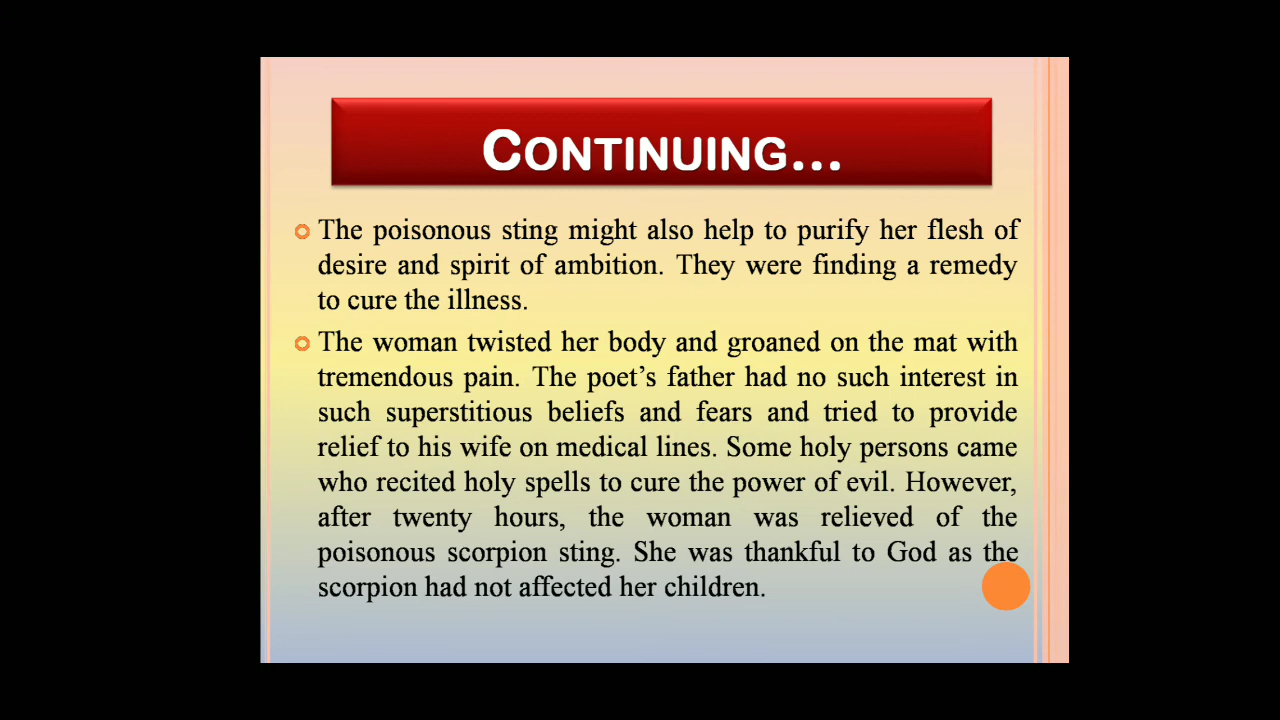 CONTINUING...
The poisonous sting might also help to purify her flesh of
desire and spirit of ambition. They were finding a remedy
to cure the illness.
The woman twisted her body and groaned on the mat with
tremendous pain. The poet’s father had no such interest in
such superstitious beliefs and fears and tried to provide
relief to his wife on medical lines. Some holy persons came
who recited holy spells to cure the power of evil. However,
after twenty hours, the woman was relieved of the
poisonous scorpion sting. She was thankful to God as the
scorpion had not affected her children.